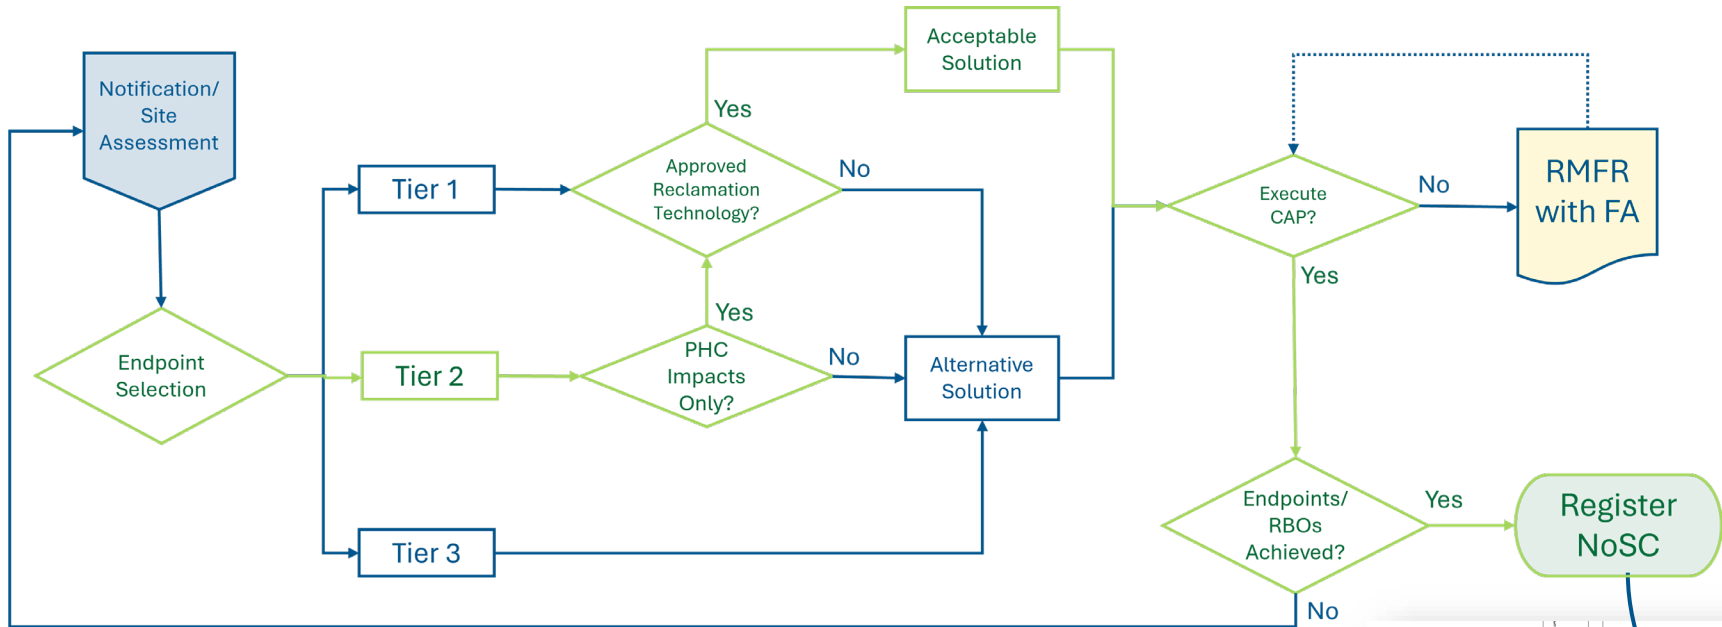 Notification/
Site
Assessment
Endpoint
Selection
Tier 1
Tier 2
Tier 3
Yes
Approved
Reclamation
Technology?
No
Yes
PHC
Impacts
Only?
No
Acceptable
Solution
Alternative
Solution
Execute
CAP?
No
RMFR
with FA
Yes
Endpoints/
RBOs
Achieved?
Yes
Register
NoSC
No